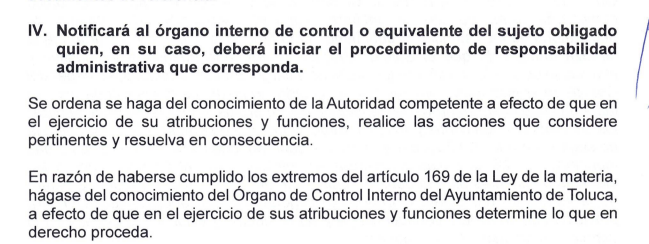 IV. Notificará al órgano interno de control o equivalente del sujeto obligado
quien, en su caso, deberá iniciar el procedimiento de responsabilidad
administrativa que corresponda.
Se ordena se haga del conocimiento de la Autoridad competente a efecto de que en
el ejercicio de su atribuciones y funciones, realice las acciones que considere
pertinentes y resuelva en consecuencia.
En razón de haberse cumplido los extremos del artículo 169 de la Ley de la materia,
hágase del conocimiento del Órgano de Control Interno del Ayuntamiento de Toluca,
a efecto de que en el ejercicio de sus atribuciones y funciones determine lo que en
derecho proceda.